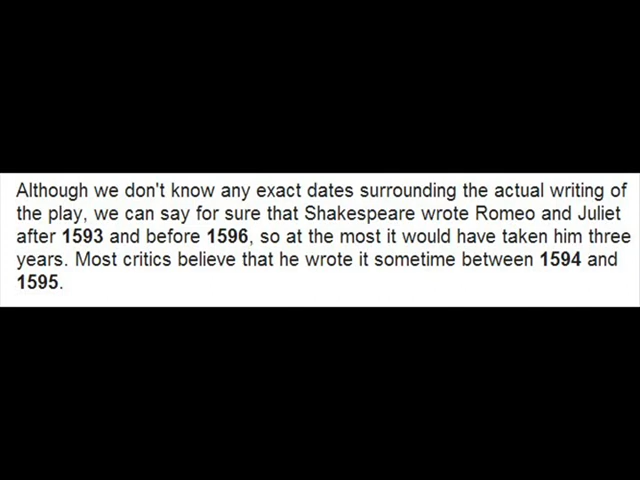 Although we don't know any exact dates surrounding the actual writing of
the play, we can say for sure that Shakespeare wrote Romeo and Juliet
after 1593 and before 1596, so at the most it would have taken him three
years. Most critics believe that he wrote it sometime between 1594 and
1595.